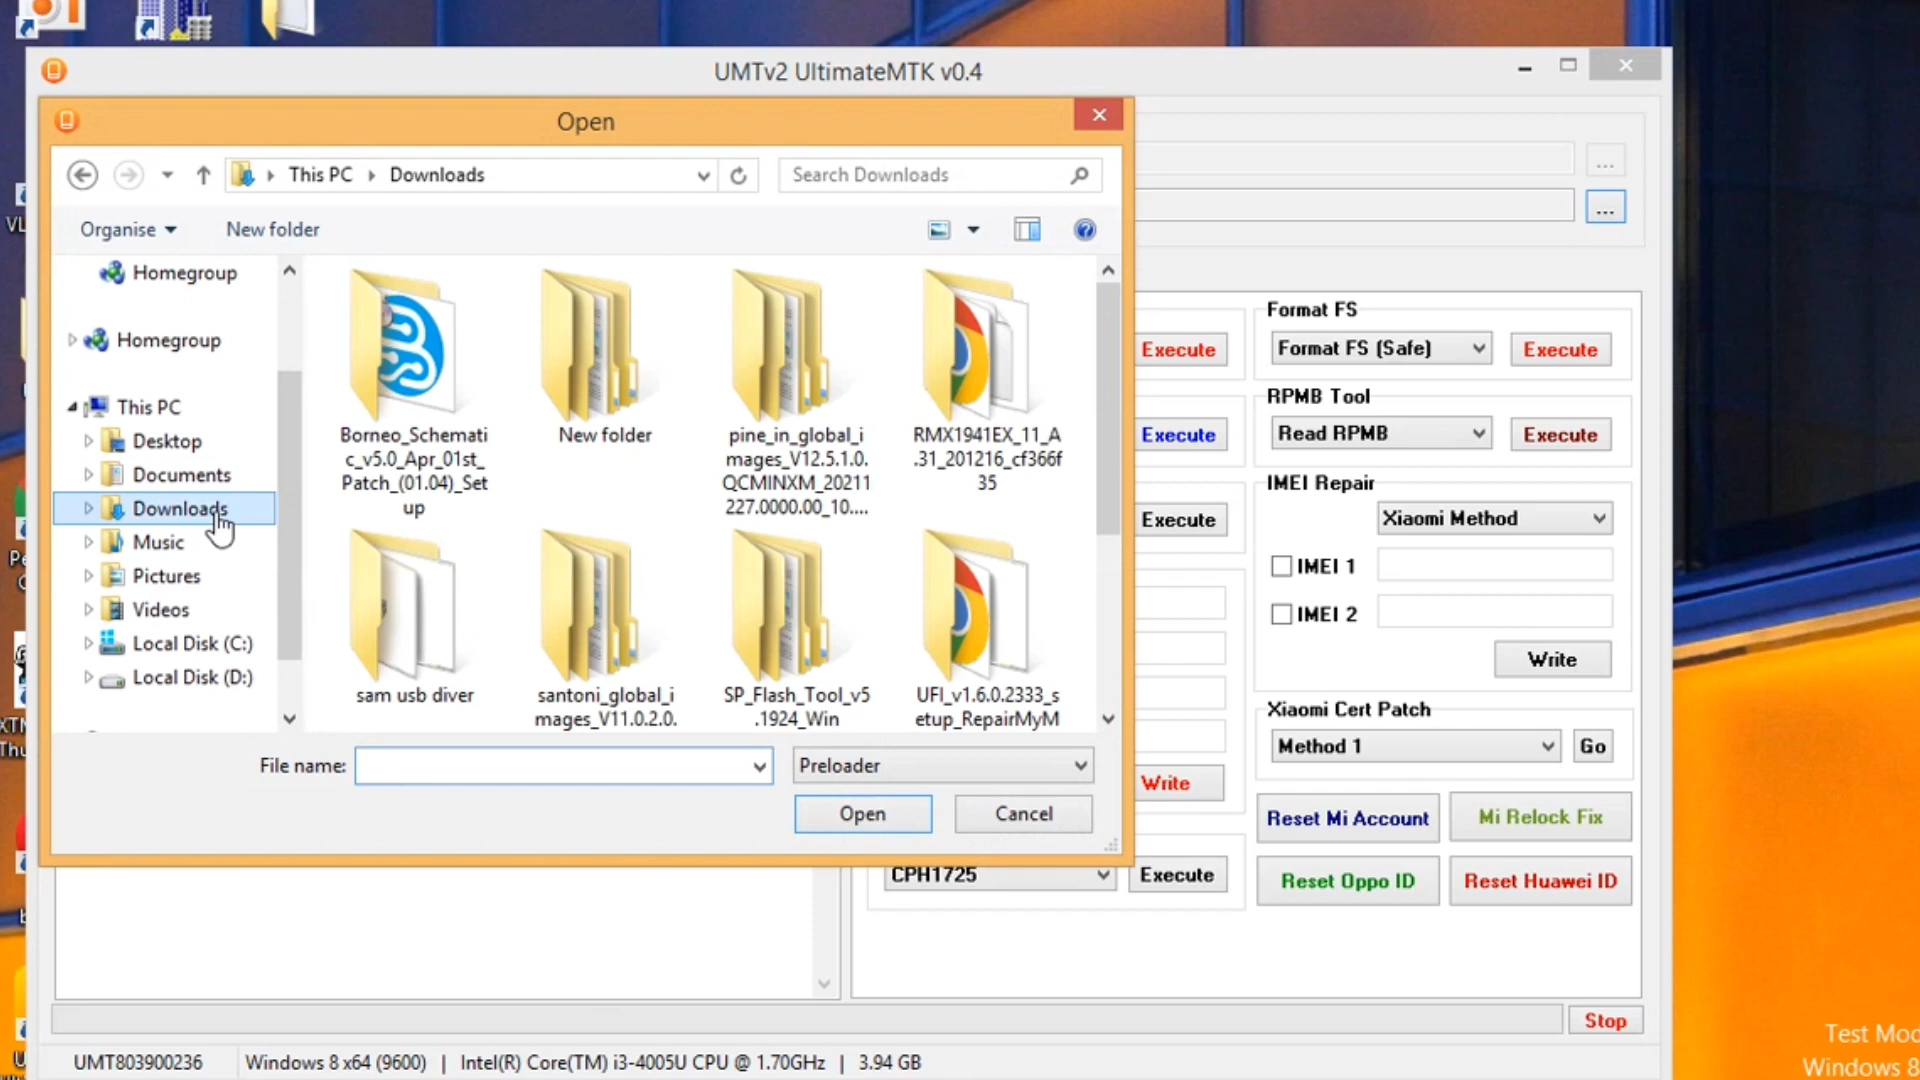 UMTv2 UltimateMTK v0.4
Open
This PC
Downloads
Search Downloads
...
...
Organise
New folder
Homegroup
Homegroup
This PC
Desktop
Documents
Downloads
Music
Pictures
Videos
Local Disk (C:)
Local Disk (D:)
Borneo_Schemati
c_v5.0_Apr_01st_
Patch_(01.04)_Set
up
New folder
pine_in_global_i
mages_V12.5.1.0.
QCMINXM_20211
227.0000.00_10....
RMX1941EX_11_A
.31_201216_cf366f
35
sam usb diver
santoni_global_i
mages_V11.0.2.0.
SP_Flash_Tool_v5
.1924_Win
UFI_v1.6.0.2333_s
etup_RepairMyM
File name:
Preloader
Open
Cancel
Execute
Execute
Execute
Write
CPH1725
Execute
Format FS
Format FS (Safe)
Execute
RPMB Tool
Read RPMB
Execute
IMEI Repair
Xiaomi Method
IMEI 1
IMEI 2
Write
Xiaomi Cert Patch
Method 1
Go
Reset Mi Account
Mi Relock Fix
Reset Oppo ID
Reset Huawei ID
Stop
UMT803900236
Windows 8 x64 (9600) | Intel(R) Core(TM) i3-4005U CPU @ 1.70GHz | 3.94 GB
Test Mod
Windows 8